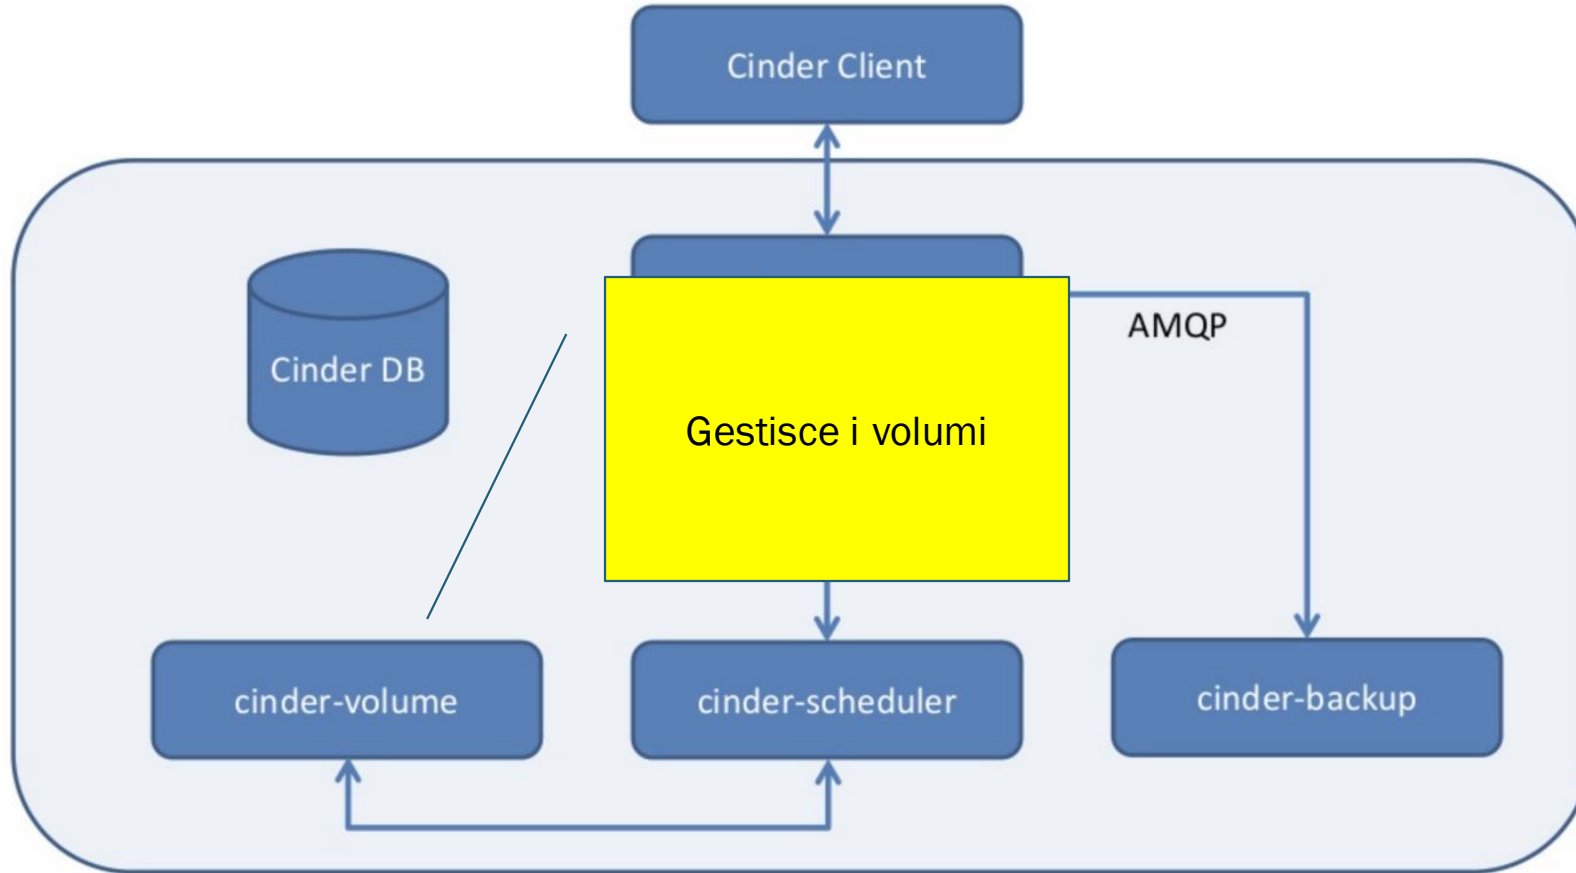 Cinder Client
AMQP
Cinder DB
Gestisce i volumi
cinder-volume
cinder-scheduler
cinder-backup